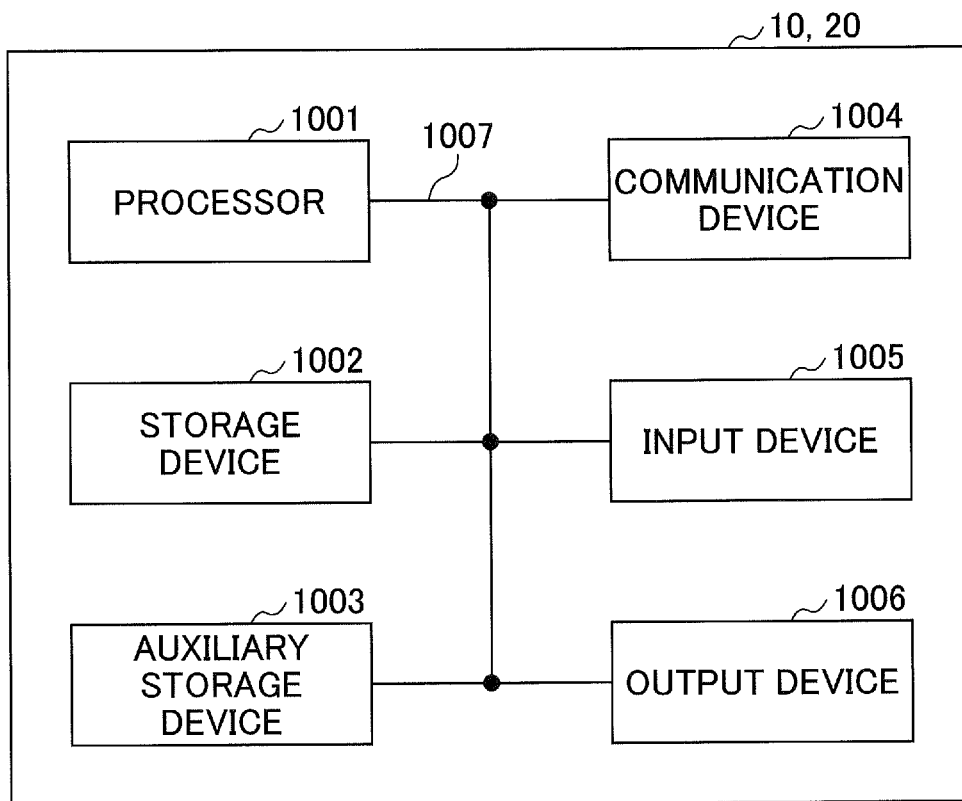 10, 20
1001
PROCESSOR
1007
1004
COMMUNICATION
DEVICE
1002
STORAGE
DEVICE
1005
INPUT DEVICE
1003
AUXILIARY
STORAGE
DEVICE
1006
OUTPUT DEVICE